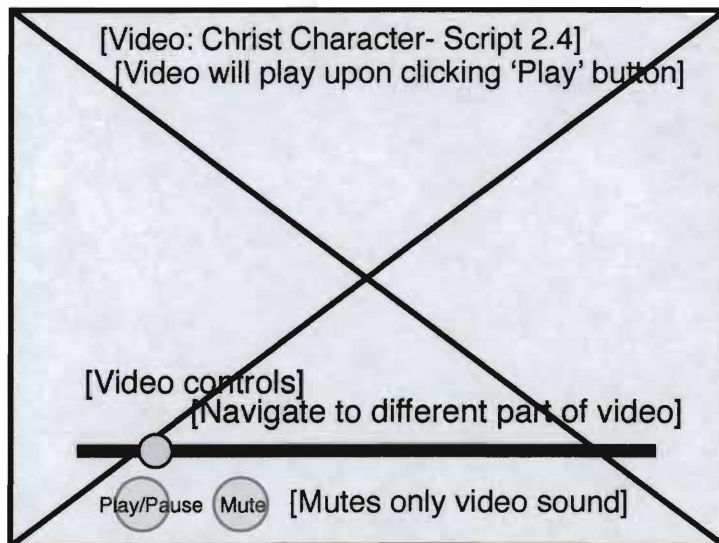 [Video: Christ Character- Script 2.4]
[Video will play upon clicking 'Play' button]
[Video controls]
[Navigate to different part of video]
Play/Pause Mute [Mutes only video sound]